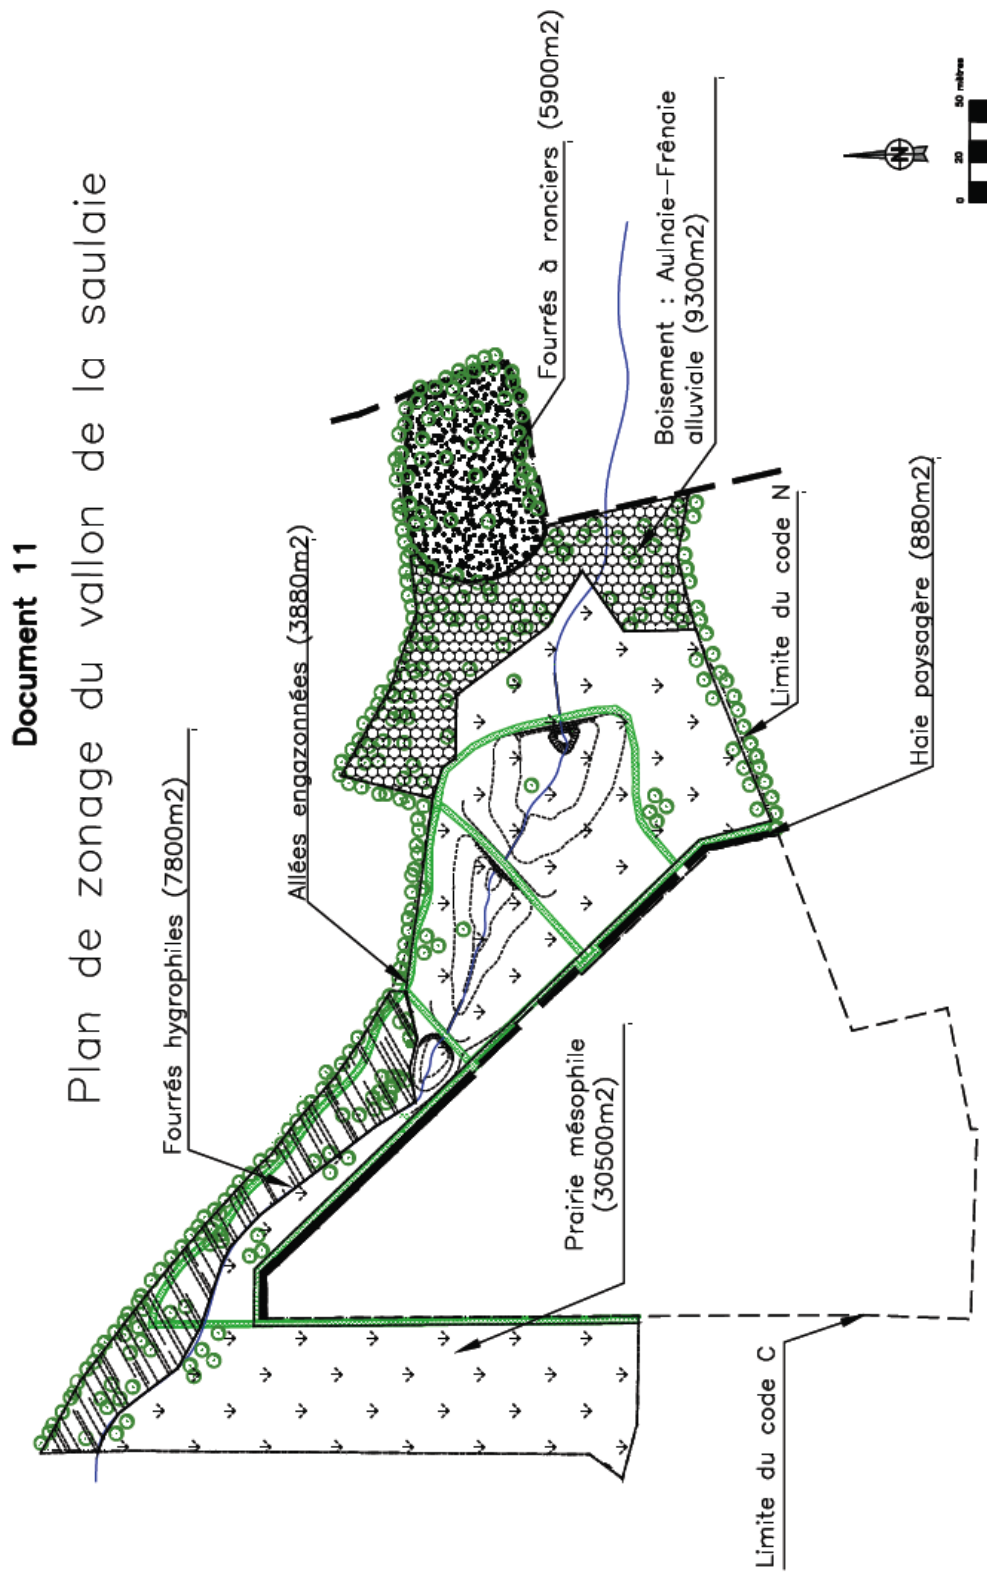 Document 11
Plan de zonage du vallon de la saulaie
Fourrés hygrophiles (7800m2)
Allées engazonnées (3880m2)
Fourrés à ronciers (5900m2)
Boisement : Aulnaie-Frênaie
alluviale (9300m2)
Prairie mésophile
(30500m2)
Limite du code N
Haie paysagère (880m2)
Limite du code C
N
0 20 50 mètres